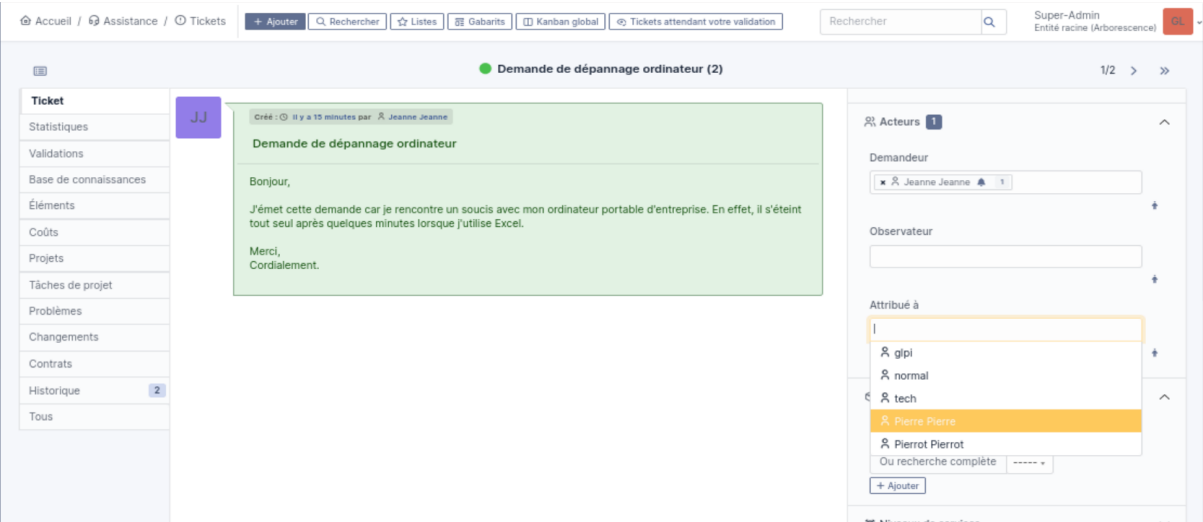 Accueil / Assistance / Tickets
+ Ajouter
Rechercher
Listes
Gabarits
Kanban global
Tickets attendant votre validation
Rechercher
Super-Admin
Entité racine (Arborescence)
GL
Demande de dépannage ordinateur (2)
1/2
Ticket
Statistiques
Validations
Base de connaissances
Éléments
Coûts
Projets
Tâches de projet
Problèmes
Changements
Contrats
Historique 2
Tous
JJ
Créé : il y a 15 minutes par Jeanne Jeanne
Demande de dépannage ordinateur
Bonjour,
J'émet cette demande car je rencontre un soucis avec mon ordinateur portable d'entreprise. En effet, il s'éteint
tout seul après quelques minutes lorsque j'utilise Excel.
Merci,
Cordialement.
Acteurs 1
Demandeur
Jeanne Jeanne 1
Observateur
Attribué à
glpi
normal
tech
Pierre Pierre
Pierrot Pierrot
Ou recherche complète -----
+ Ajouter